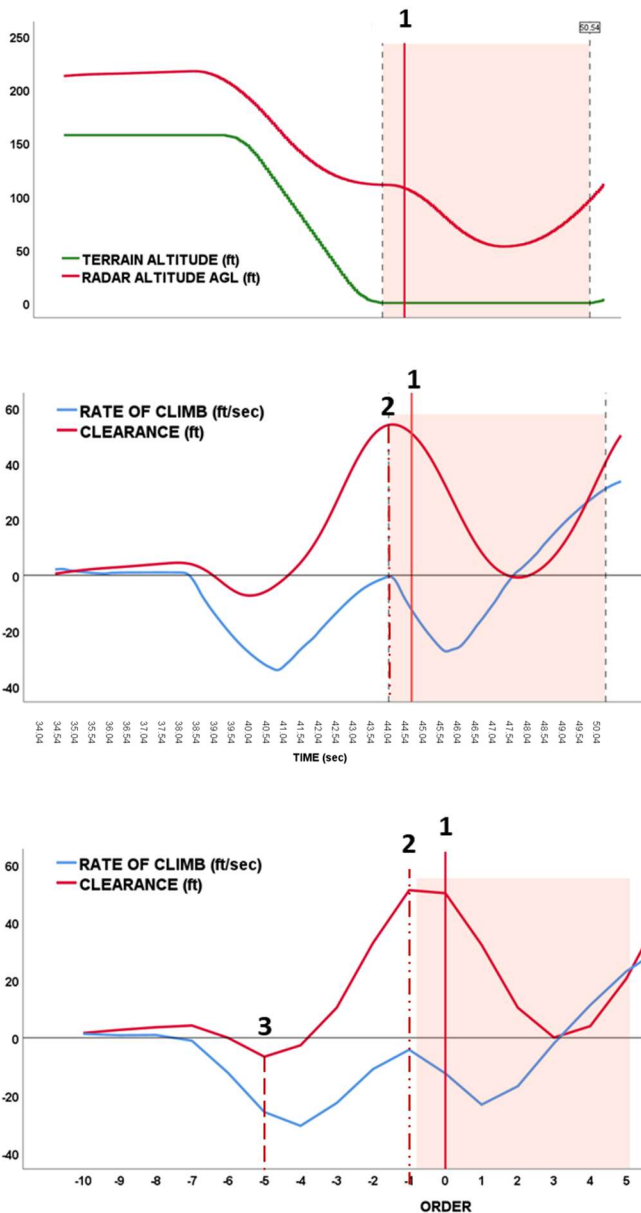 1
50.54
250
200
150
100
50
0
TERRAIN ALTITUDE (ft)
RADAR ALTITUDE AGL (ft)
1
2
60
40
20
0
-20
-40
RATE OF CLIMB (ft/sec)
CLEARANCE (ft)
34.04 34.54 35.04 35.54 36.04 36.54 37.04 37.54 38.04 38.54 39.04 39.54 40.04 40.54 41.04 41.54 42.04 42.54 43.04 43.54 44.04 44.54 45.04 45.54 46.04 46.54 47.04 47.54 48.04 48.54 49.04 49.54 50.04
TIME (sec)
1
2
3
60
40
20
0
-20
-40
RATE OF CLIMB (ft/sec)
CLEARANCE (ft)
-10 -9 -8 -7 -6 -5 -4 -3 -2 -1 0 1 2 3 4 5
ORDER